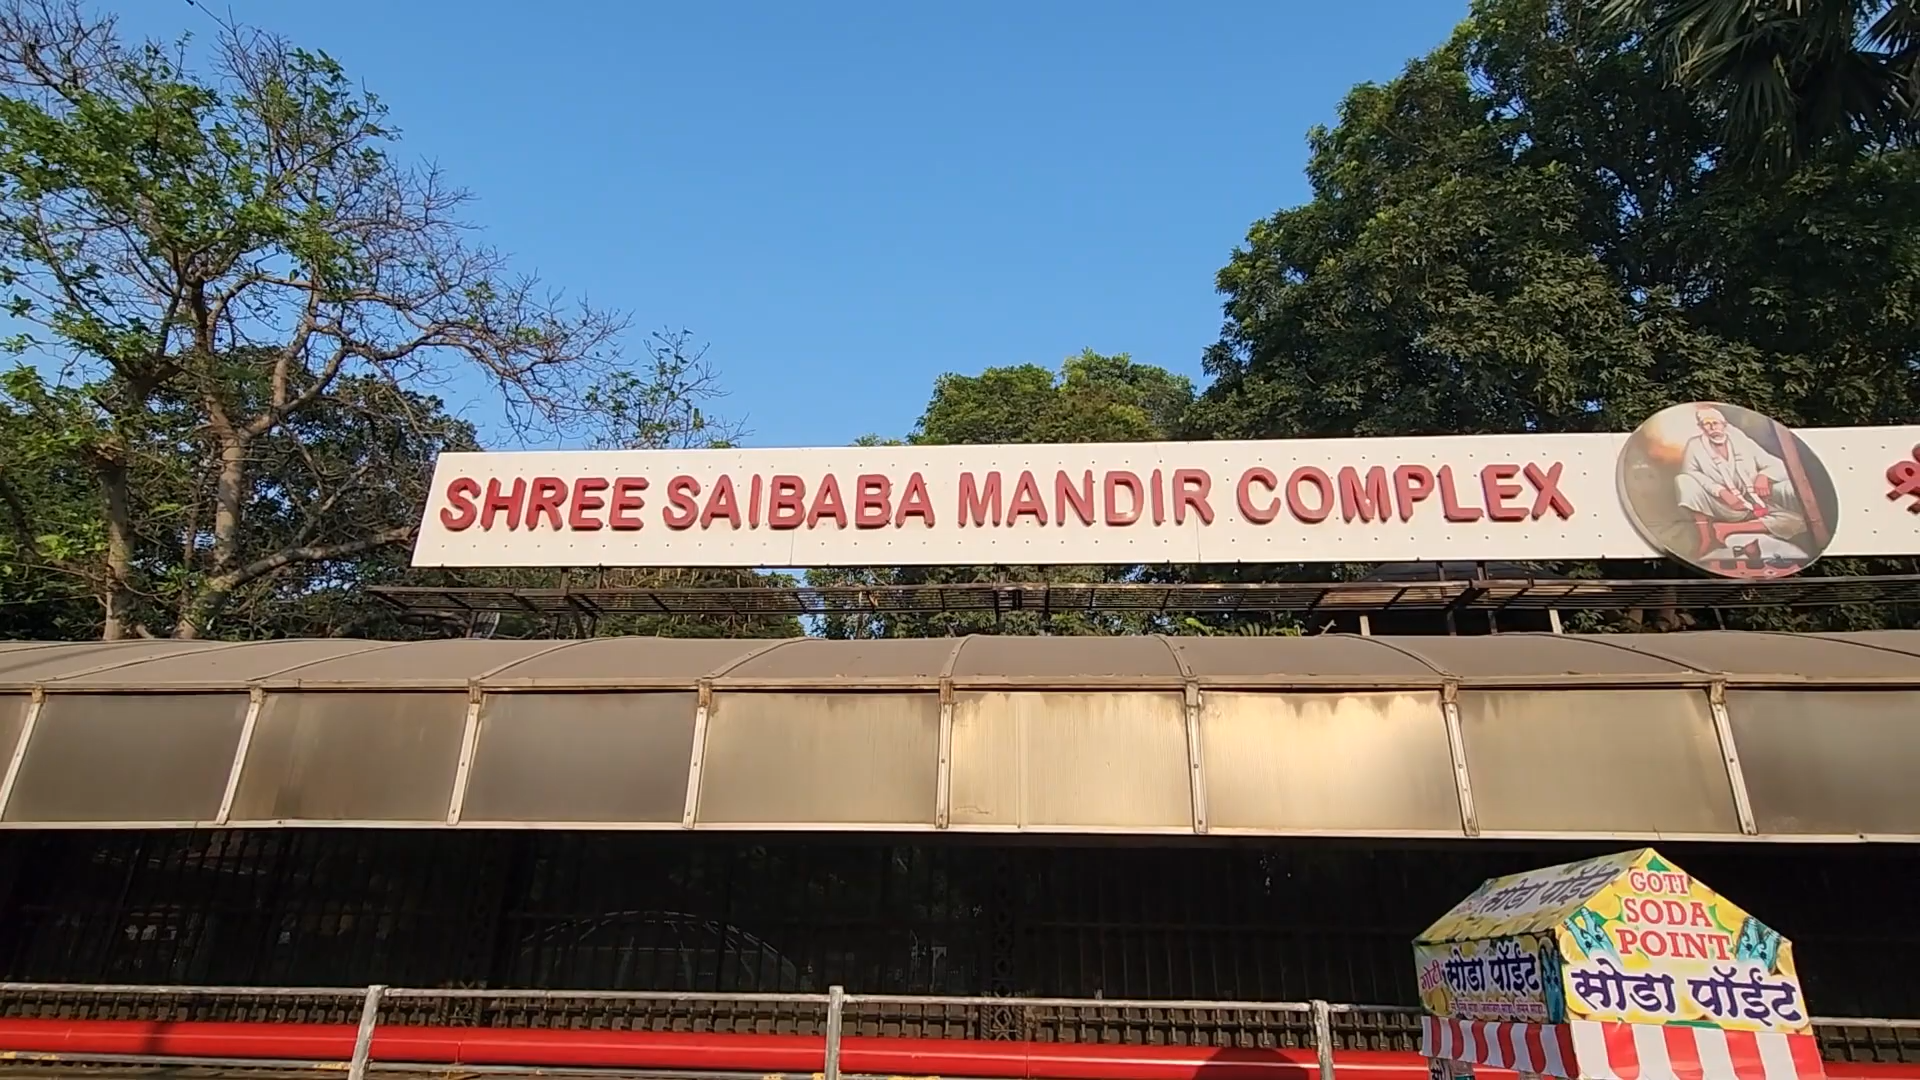 SHREE SAIBABA MANDIR COMPLEX
सोडा पॉईंट
GOTI
SODA
POINT
गोटी सोडा पॉईंट
सोडा पॉईंट